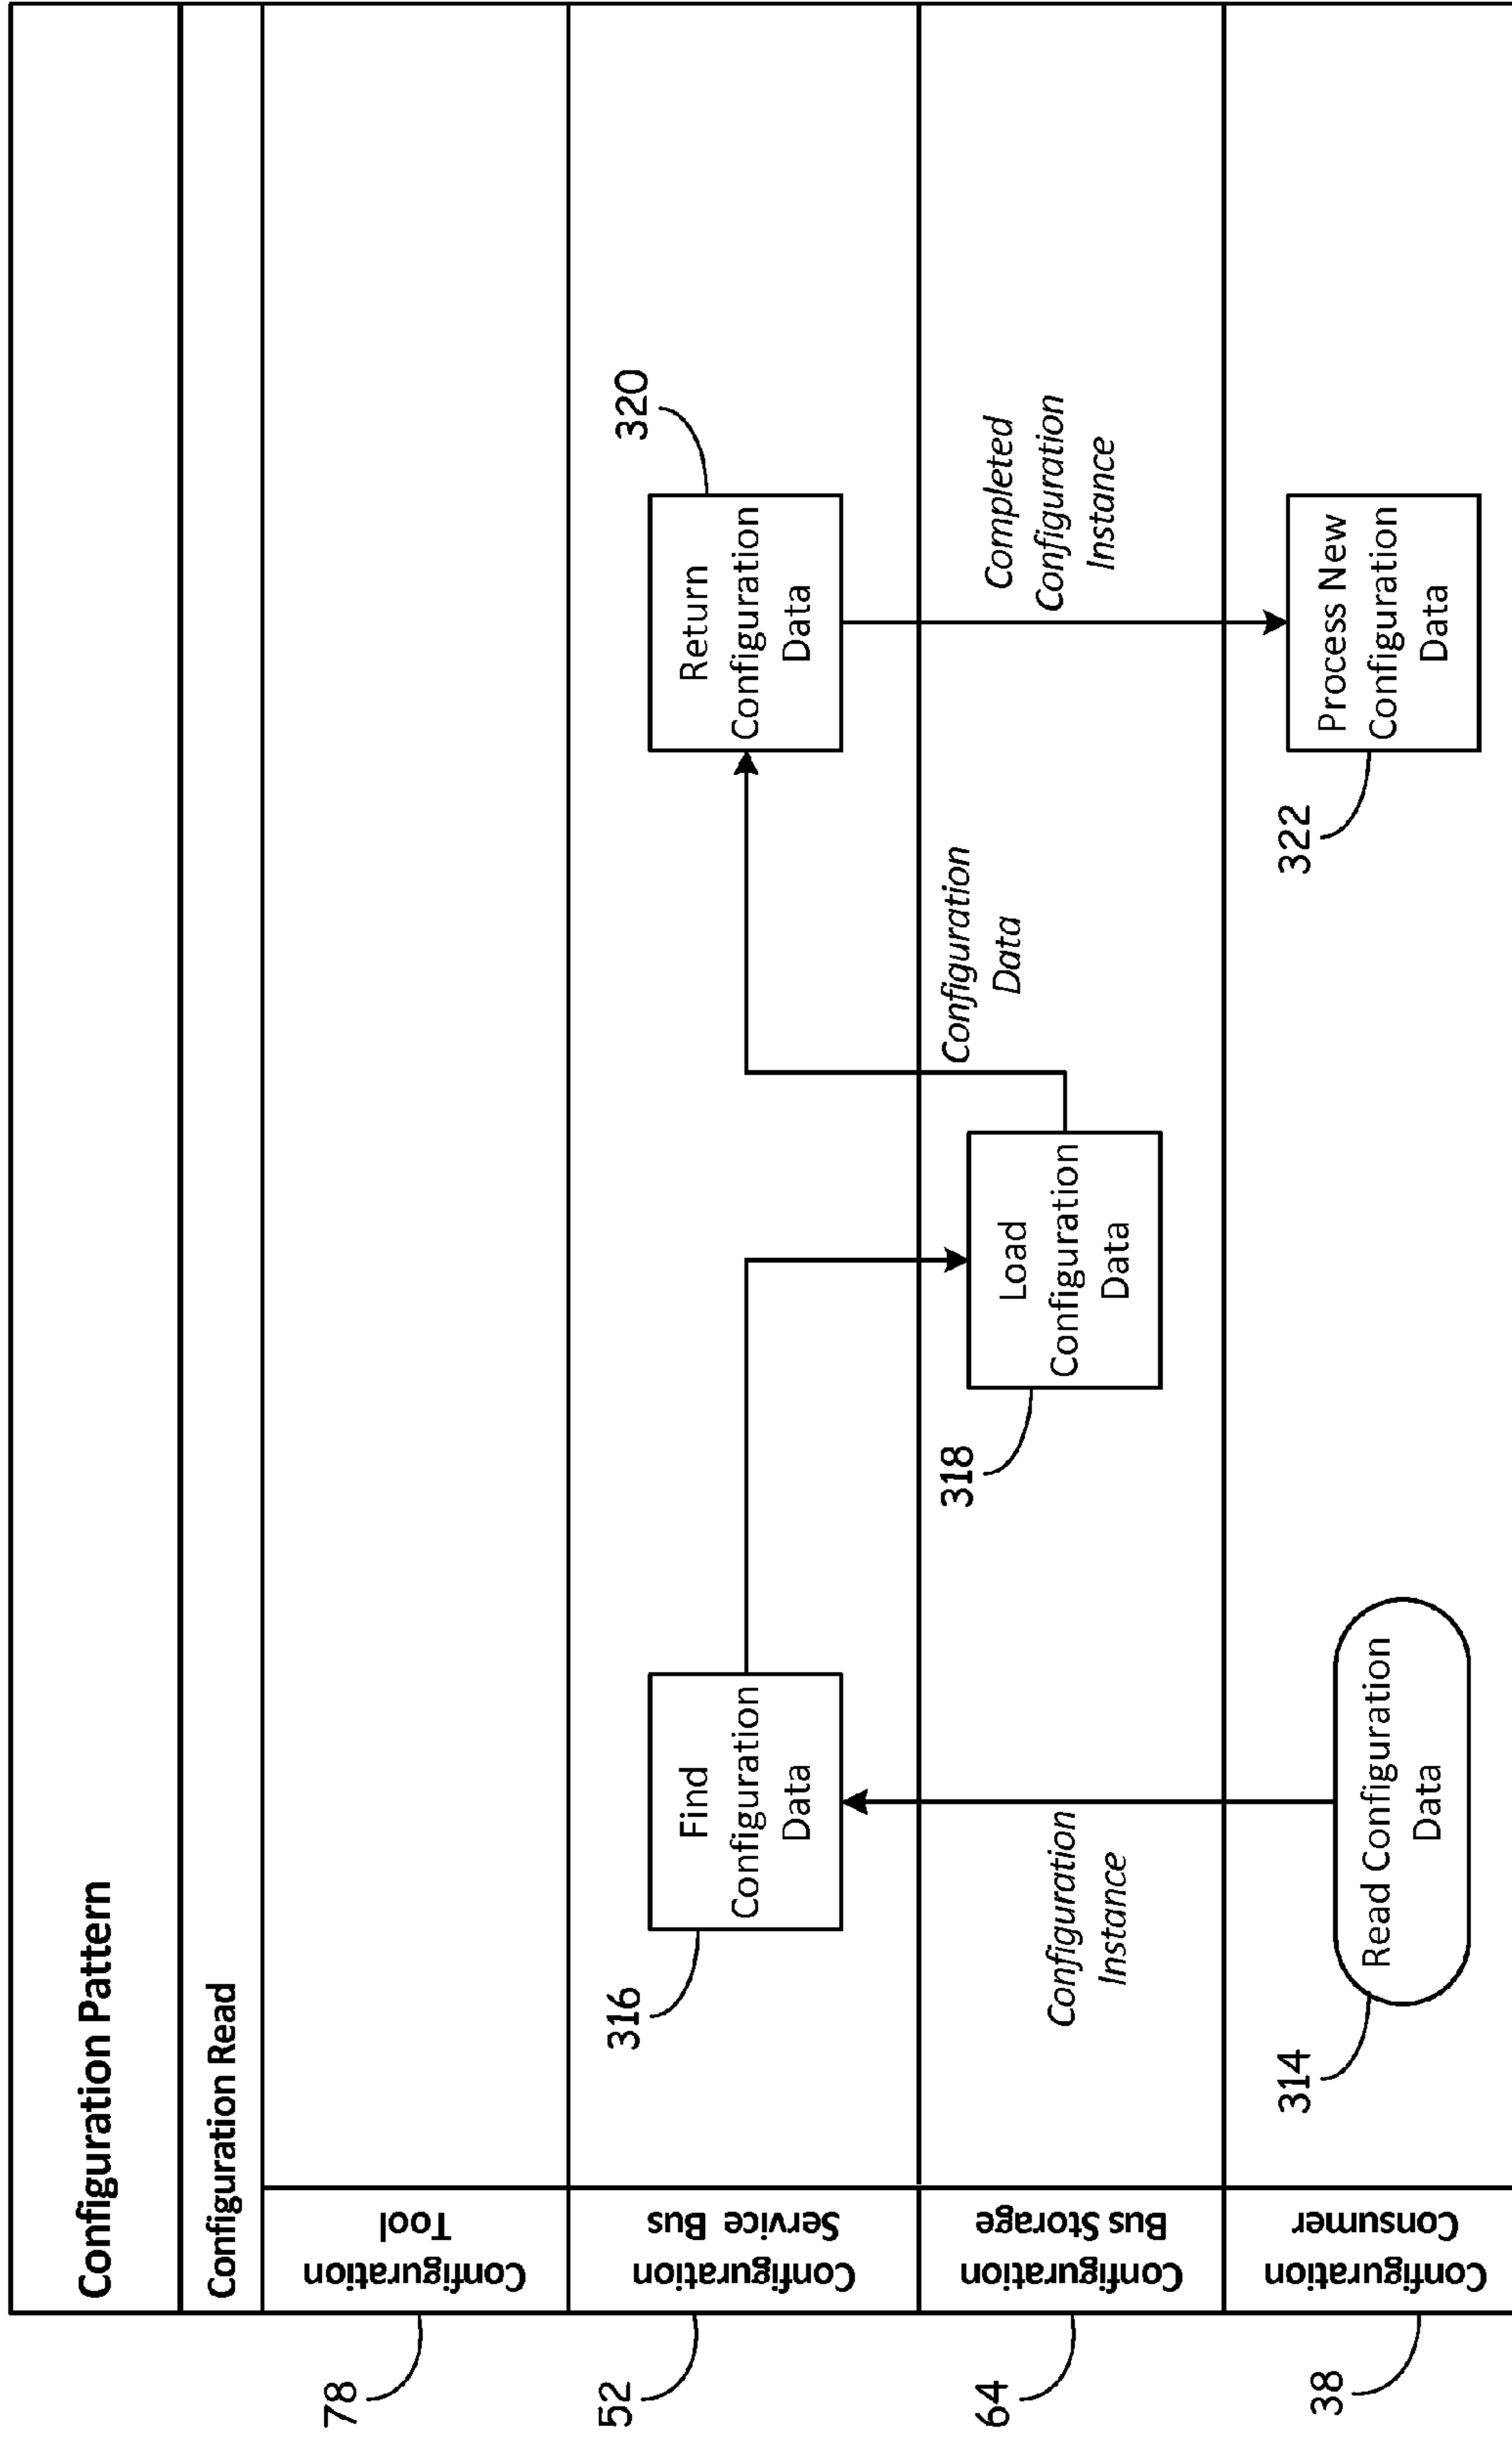 Configuration Pattern
Configuration Read
78
Configuration
Tool
52
Configuration
Service Bus
316
Find
Configuration
Data
Return
Configuration
Data
320
64
Configuration
Bus Storage
Configuration
Instance
318
Load
Configuration
Data
Configuration
Data
Completed
Configuration
Instance
38
Configuration
Consumer
314
Read Configuration
Data
322
Process New
Configuration
Data